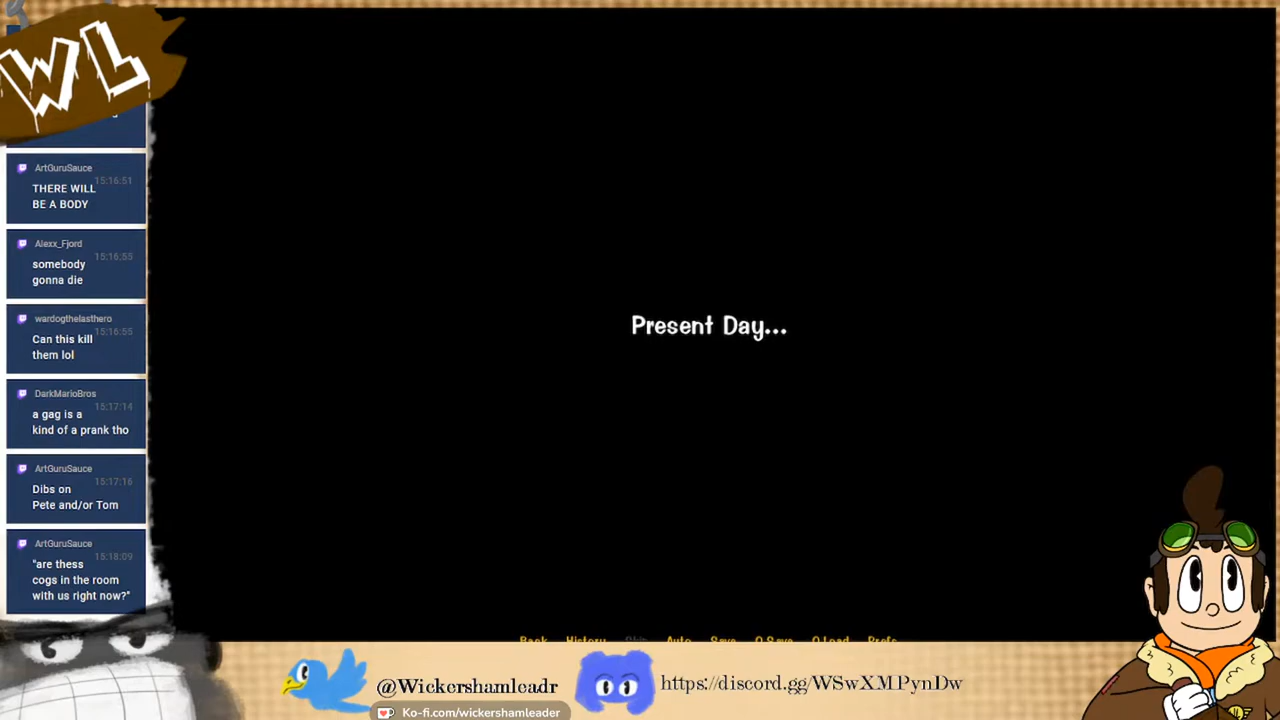 WL
ArtGuruSauce
15:16:51
THERE WILL
BE A BODY
Alexx_Fjord
15:16:55
somebody
gonna die
wardogthelasthero
15:16:55
Can this kill
them lol
DarkMarioBros
15:17:14
a gag is a
kind of a prank tho
ArtGuruSauce
15:17:16
Dibs on
Pete and/or Tom
ArtGuruSauce
15:18:09
"are thess
cogs in the room
with us right now?"
Present Day...
Back History Skip Auto Save Q.Save Q.Load Prefs
@Wickershamleadr
https://discord.gg/WSwXMPynDw
Ko-fi.com/wickershamleader